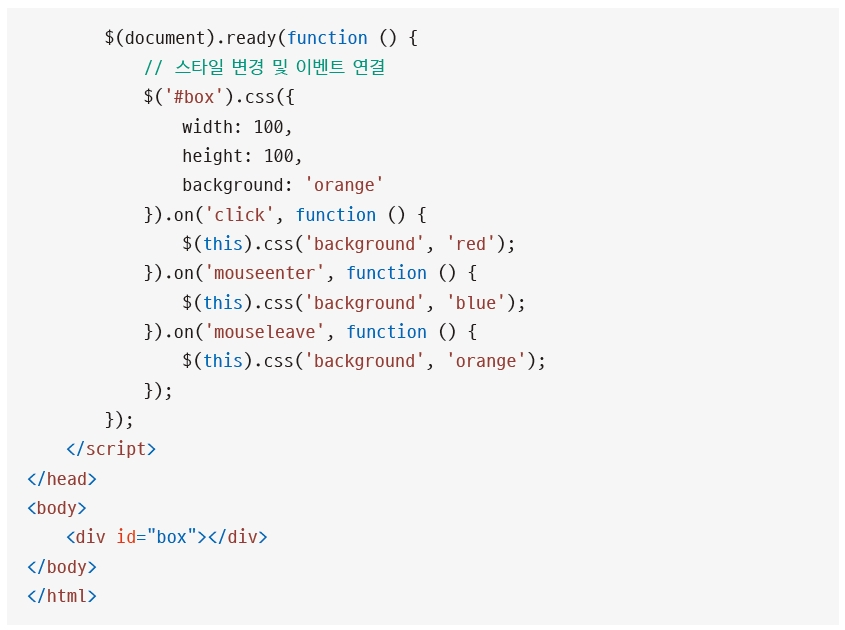 $(document).ready(function () {
// 스타일 변경 및 이벤트 연결
$('#box').css({
width: 100,
height: 100,
background: 'orange'
}).on('click', function () {
$(this).css('background', 'red');
}).on('mouseenter', function () {
$(this).css('background', 'blue');
}).on('mouseleave', function () {
$(this).css('background', 'orange');
});
});
</script>
</head>
<body>
<div id="box"></div>
</body>
</html>